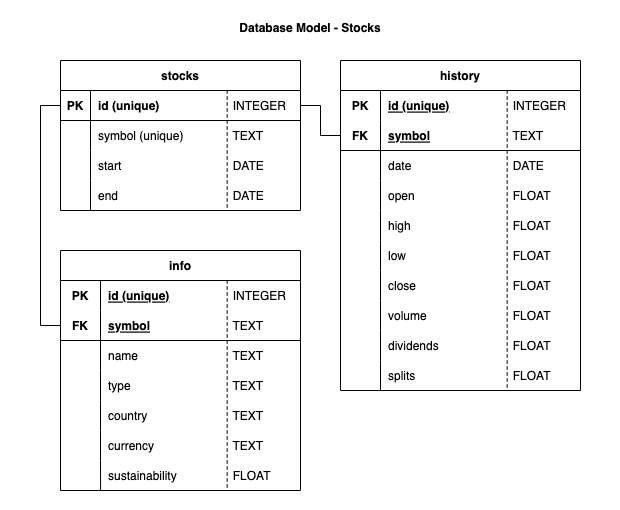 Database Model - Stocks
stocks
PK id (unique) INTEGER
symbol (unique) TEXT
start DATE
end DATE
info
PK id (unique) INTEGER
FK symbol TEXT
name TEXT
type TEXT
country TEXT
currency TEXT
sustainability FLOAT
history
PK id (unique) INTEGER
FK symbol TEXT
date DATE
open FLOAT
high FLOAT
low FLOAT
close FLOAT
volume FLOAT
dividends FLOAT
splits FLOAT